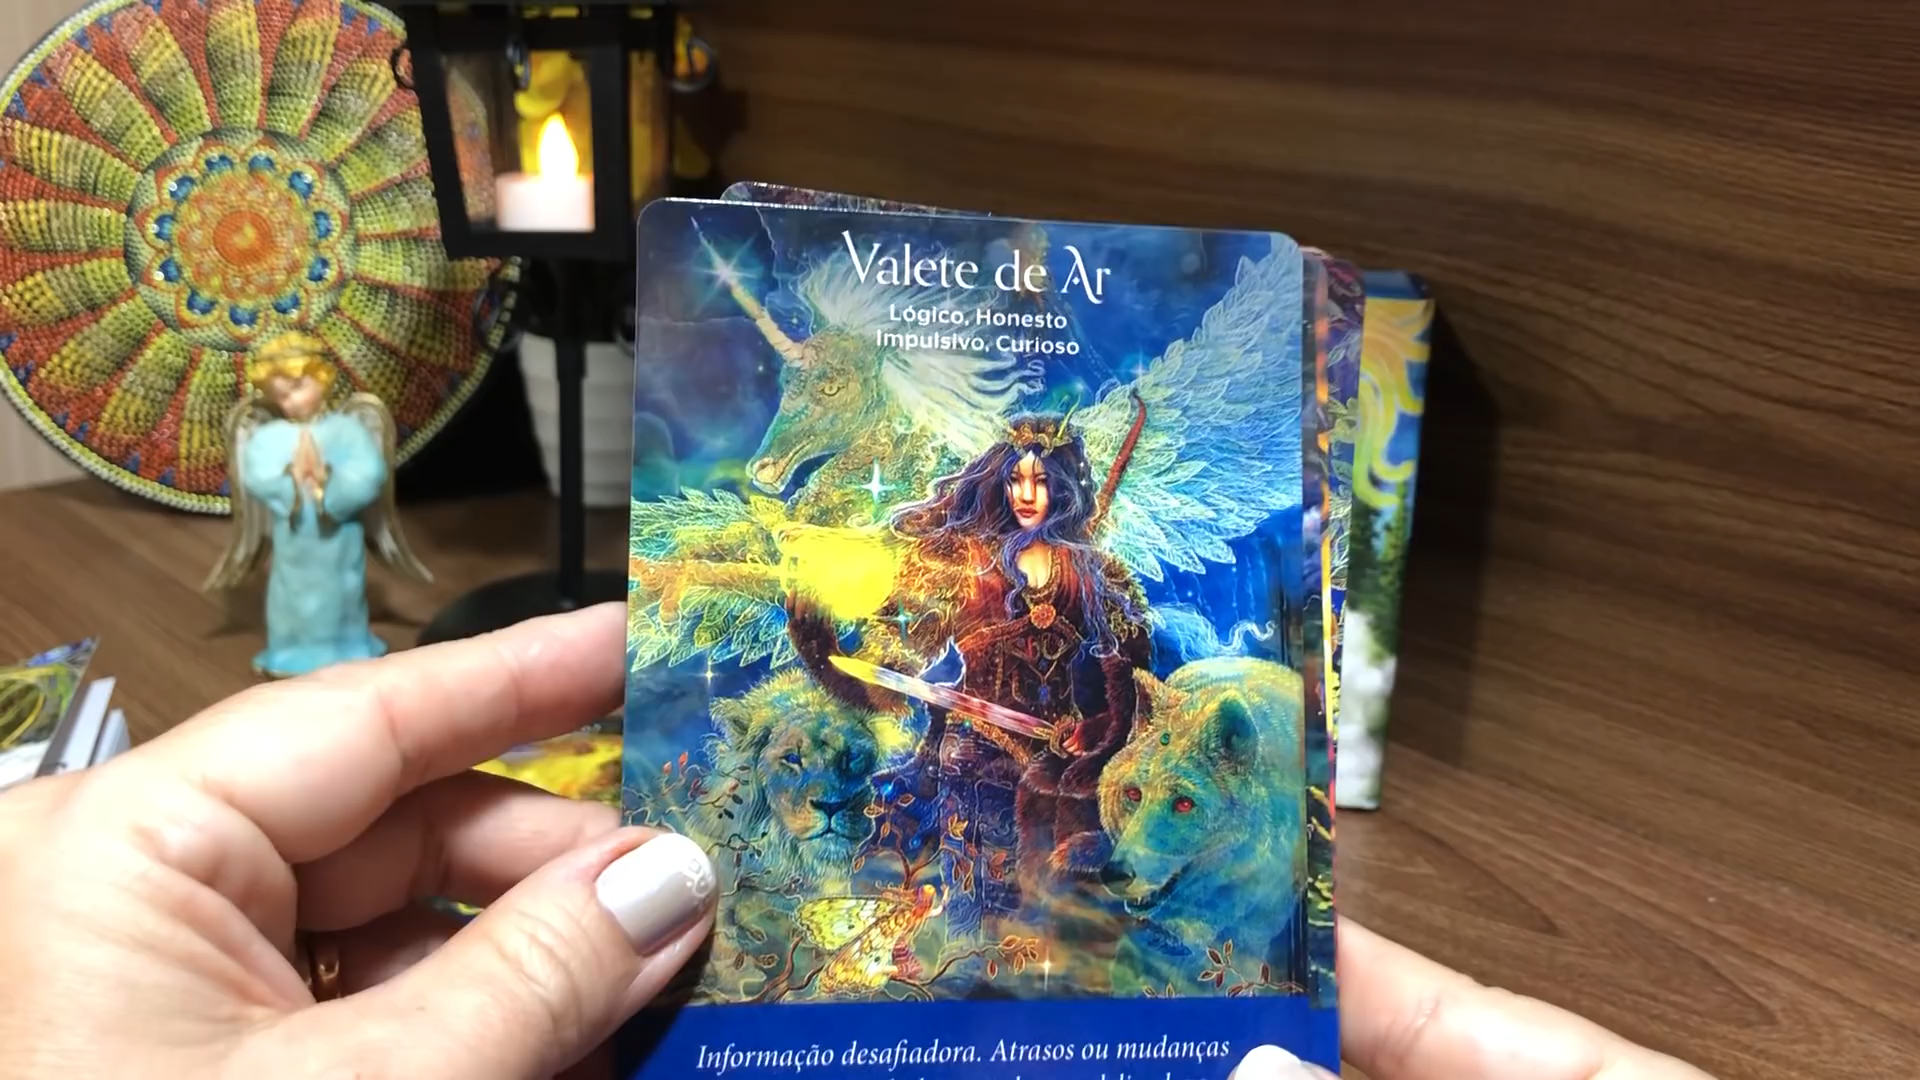 Valete de Ar
Lógico, Honesto
Impulsivo, Curioso
Informação desafiadora. Atrasos ou mudanças